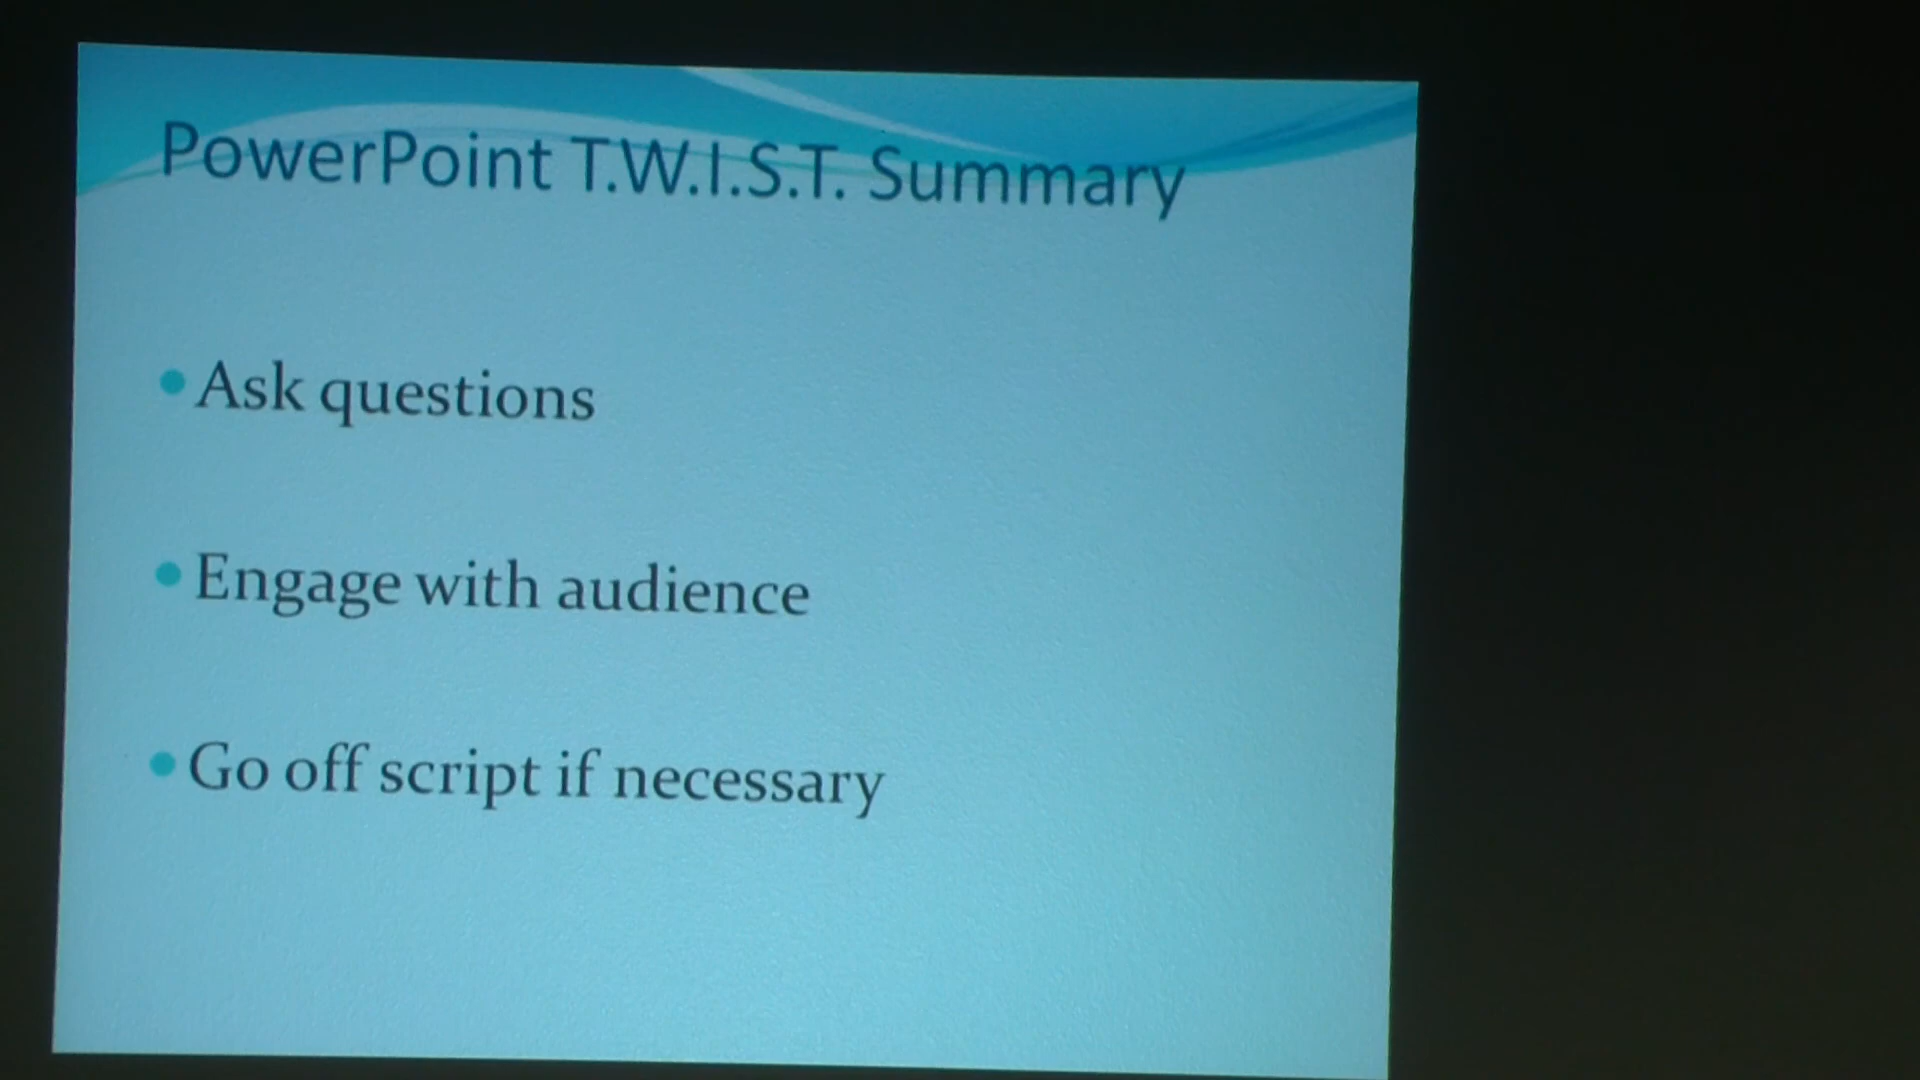 PowerPoint T.W.I.S.T. Summary
• Ask questions
• Engage with audience
• Go off script if necessary